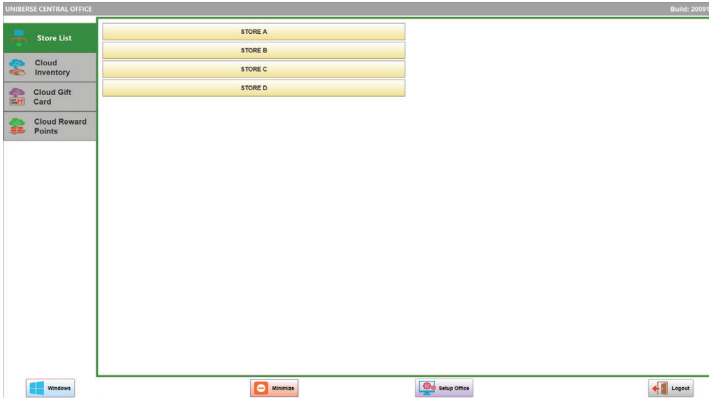 UNIBERSE CENTRAL OFFICE
Build: 20091
Store List
Cloud
Inventory
Cloud Gift
Card
Cloud Reward
Points
STORE A
STORE B
STORE C
STORE D
Windows
Minimize
Setup Office
Logout